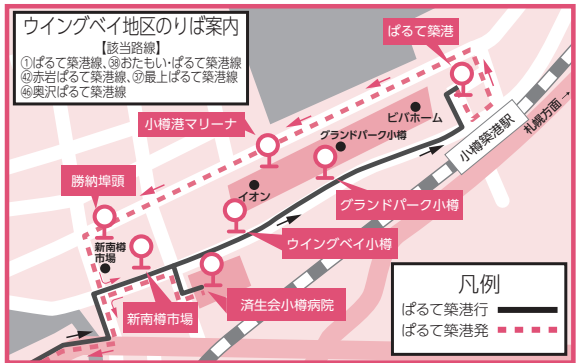 ウイングベイ地区のりば案内
【該当路線】
①ぱるて築港線、㊳おたもい・ぱるて築港線
㊷赤岩ぱるて築港線、㊲最上ぱるて築港線
㊻奥沢ぱるて築港線
ぱるて築港
小樽港マリーナ
ビバホーム
グランドパーク小樽
小樽築港駅
札幌方面→
勝納埠頭
イオン
グランドパーク小樽
新南樽
市場
ウイングベイ小樽
新南樽市場
済生会小樽病院
凡例
ぱるて築港行
ぱるて築港発